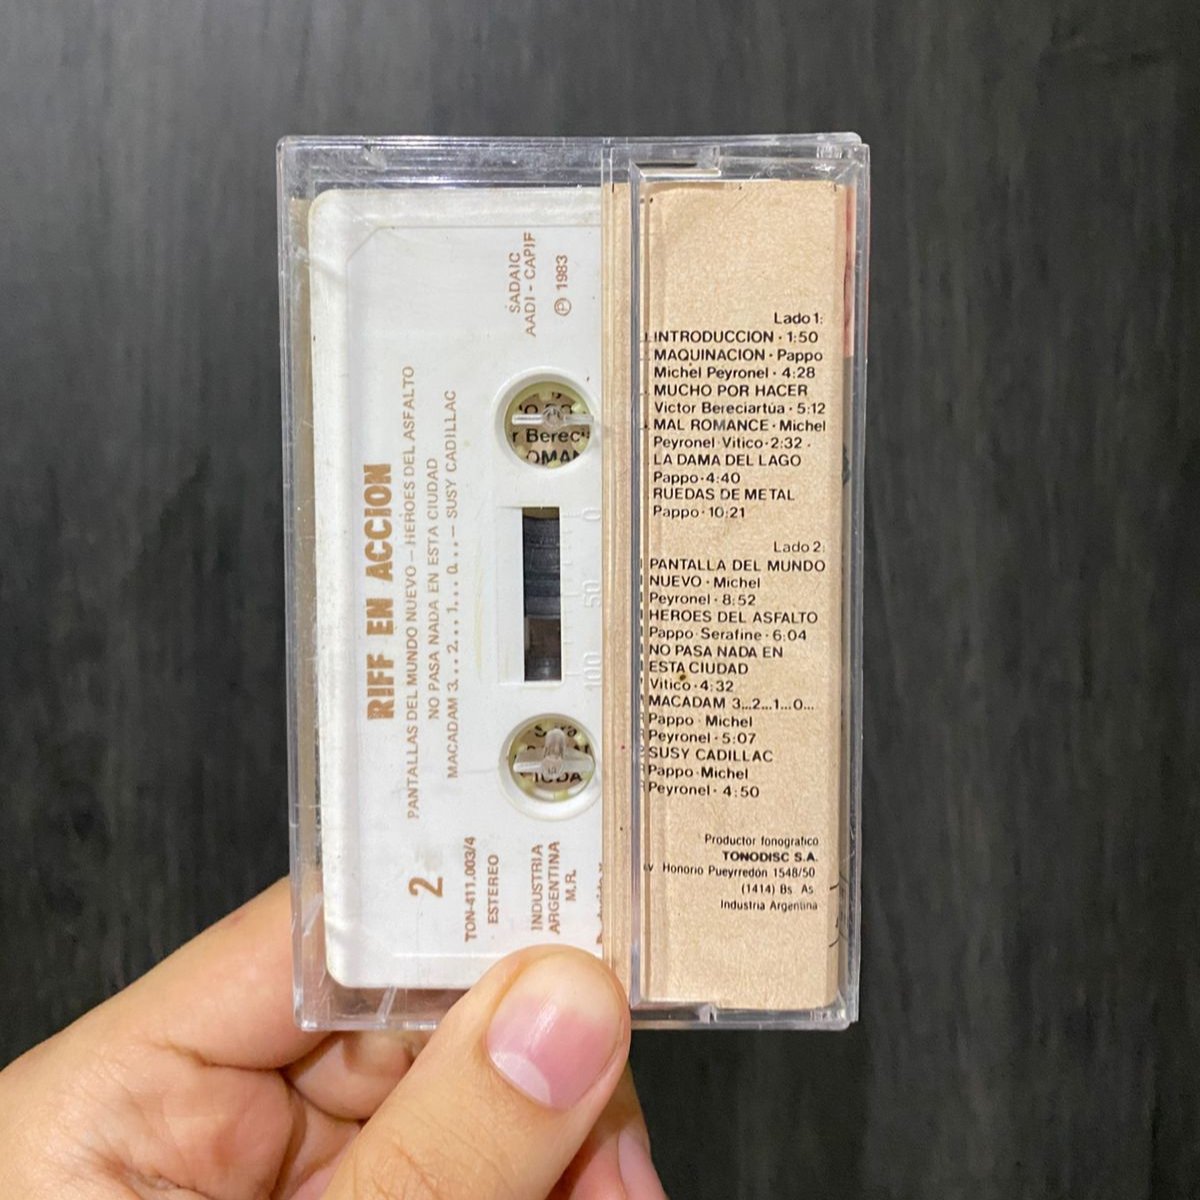 RIFF EN ACCION
PANTALLAS DEL MUNDO NUEVO — HEROES DEL ASFALTO
NO PASA NADA EN ESTA CIUDAD
MACADAM 3...2...1...0...— SUSY CADILLAC
2
TON-411.003/4
ESTEREO
SADAIC
AADI - CAPIF
Ⓟ 1983
INDUSTRIA
ARGENTINA
M.R.
0
50
100
r Bereci
OMAN
Lado 1:
INTRODUCCION · 1:50
MAQUINACION · Pappo
Michel Peyronel · 4:28
MUCHO POR HACER
Victor Bereciartúa · 5:12
MAL ROMANCE · Michel
Peyronel · Vitico · 2:32 ·
LA DAMA DEL LAGO
Pappo · 4:40
RUEDAS DE METAL
Pappo · 10:21
Lado 2:
PANTALLA DEL MUNDO
NUEVO · Michel
Peyronel · 8:52
HEROES DEL ASFALTO
Pappo · Serafine · 6:04
NO PASA NADA EN
ESTA CIUDAD
Vitico · 4:32
MACADAM 3...2...1...0...
Pappo · Michel
Peyronel · 5:07
SUSY CADILLAC
Pappo · Michel
Peyronel · 4:50
Productor fonografico
TONODISC S.A.
Av Honorio Pueyrredón 1548/50
(1414) Bs. As
Industria Argentina